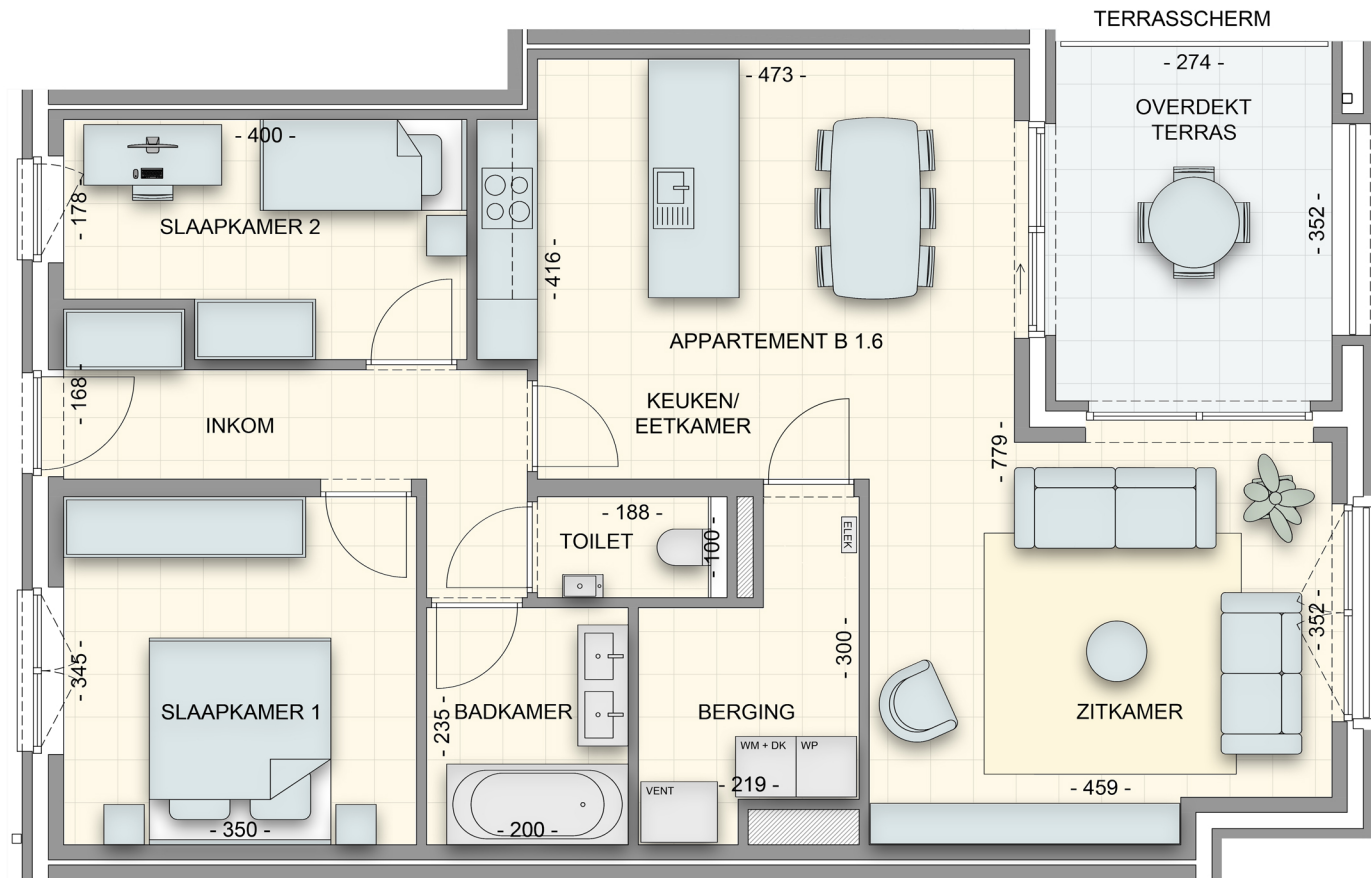 TERRASSCHERM
- 473 -
- 274 -
OVERDEKT
TERRAS
- 400 -
- 178 -
SLAAPKAMER 2
- 416 -
- 352 -
APPARTEMENT B 1.6
- 168 -
INKOM
KEUKEN/
EETKAMER
- 779 -
- 188 -
TOILET
- 100 -
ELEK
- 300 -
- 352 -
- 345 -
SLAAPKAMER 1
- 235 -
BADKAMER
BERGING
ZITKAMER
WM + DK
WP
VENT
- 219 -
- 459 -
- 350 -
- 200 -